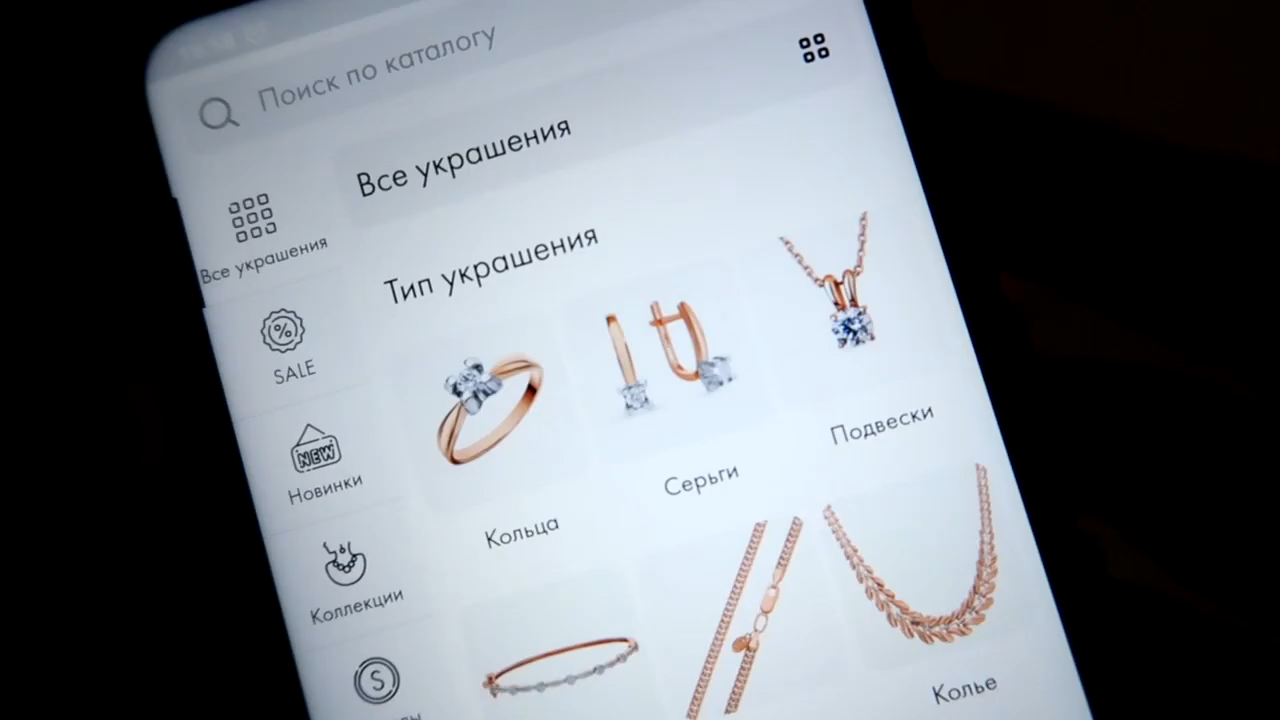 Поиск по каталогу
Все украшения
Все украшения
Тип украшения
SALE
NEW
Новинки
Коллекции
S
Кольца
Серьги
Подвески
Колье